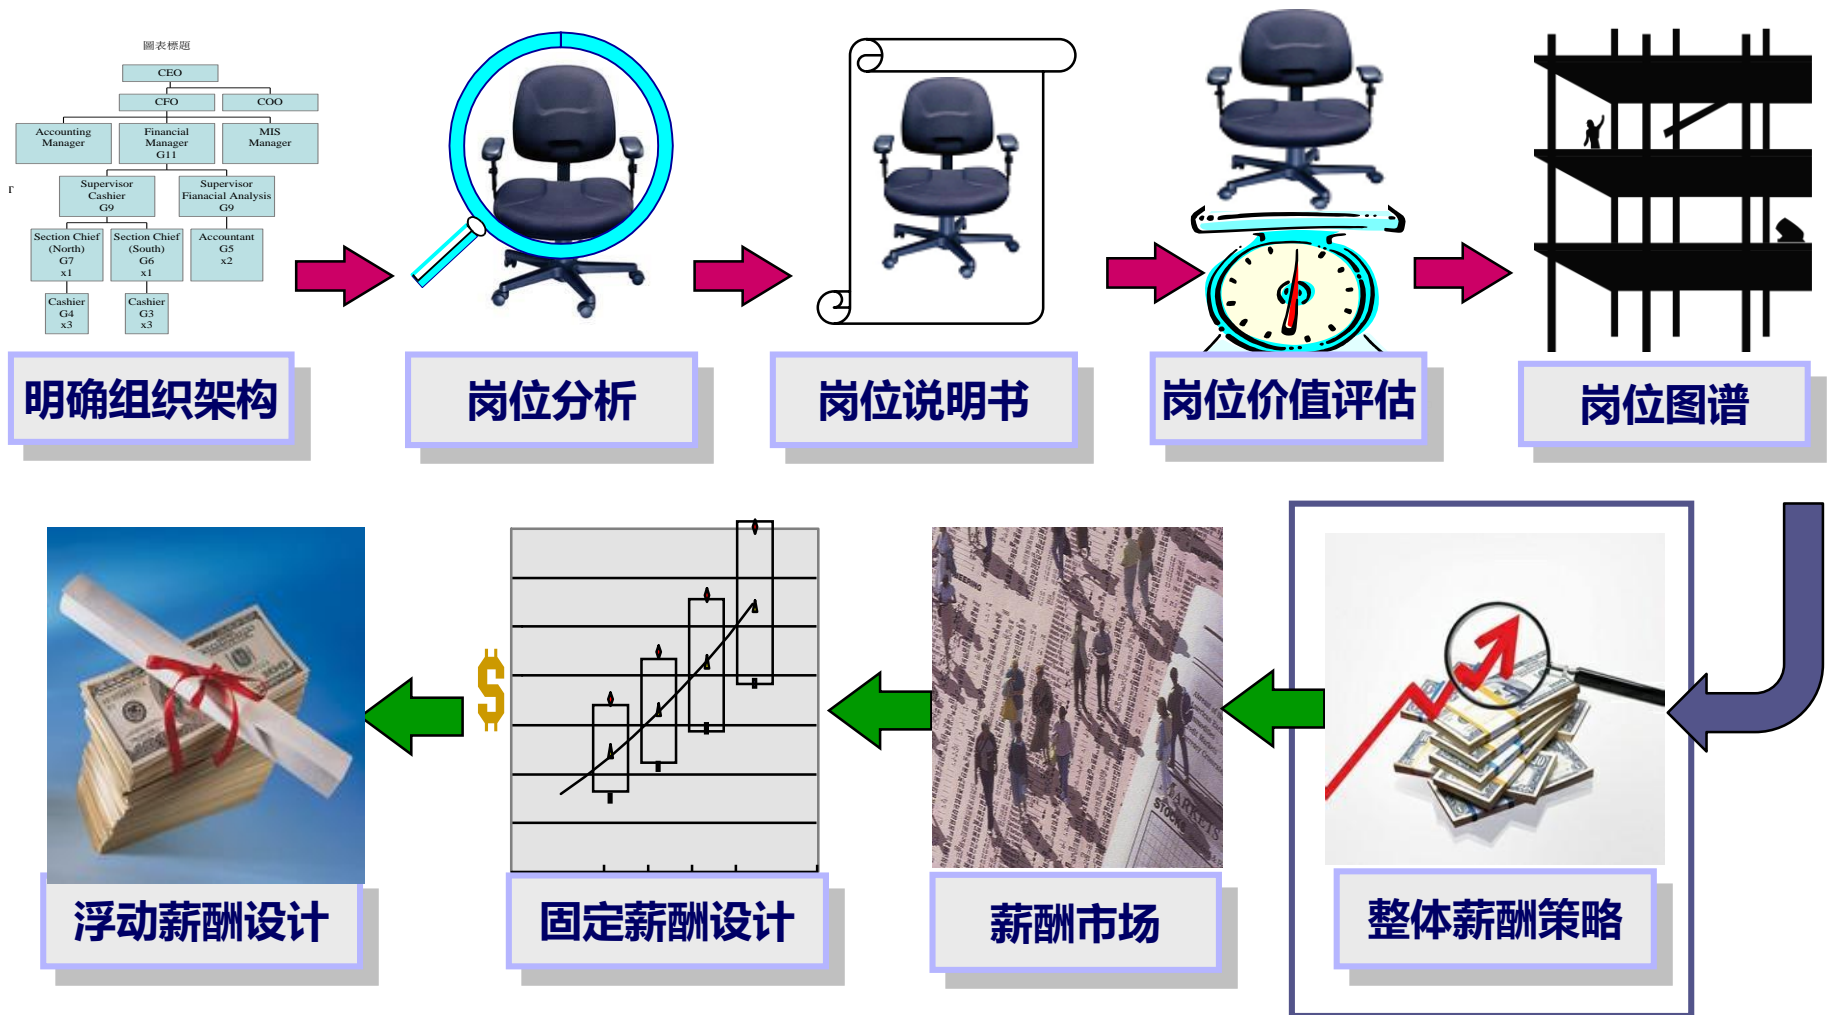 圖表標題
CEO
CFO
COO
Accounting
Manager
Financial
Manager
G11
MIS
Manager
Supervisor
Cashier
G9
Supervisor
Fianacial Analysis
G9
Section Chief
(North)
G7
x1
Section Chief
(South)
G6
x1
Accountant
G5
x2
Cashier
G4
x3
Cashier
G3
x3
明确组织架构
岗位分析
岗位说明书
岗位价值评估
岗位图谱
$
MARKETS
STOCKS
浮动薪酬设计
固定薪酬设计
薪酬市场
整体薪酬策略